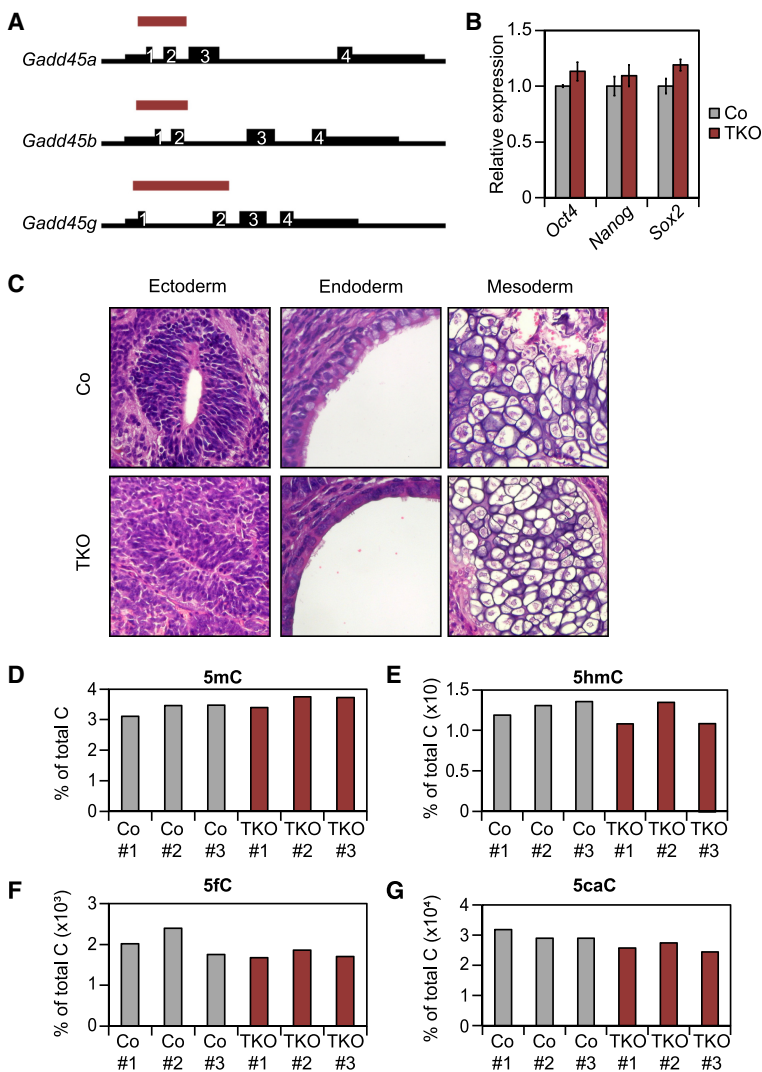 A
Gadd45a
1 2 3 4
Gadd45b
1 2 3 4
Gadd45g
1 2 3 4
B
Relative expression
1.5
1.0
0.5
0
Oct4 Nanog Sox2
Co
TKO
C
Ectoderm Endoderm Mesoderm
Co
TKO
D
5mC
% of total C
4
3
2
1
0
Co #1 Co #2 Co #3 TKO #1 TKO #2 TKO #3
E
5hmC
% of total C (x10)
1.5
1.0
0.5
0
Co #1 Co #2 Co #3 TKO #1 TKO #2 TKO #3
F
5fC
% of total C (x10³)
3
2
1
0
Co #1 Co #2 Co #3 TKO #1 TKO #2 TKO #3
G
5caC
% of total C (x10⁴)
4
3
2
1
0
Co #1 Co #2 Co #3 TKO #1 TKO #2 TKO #3